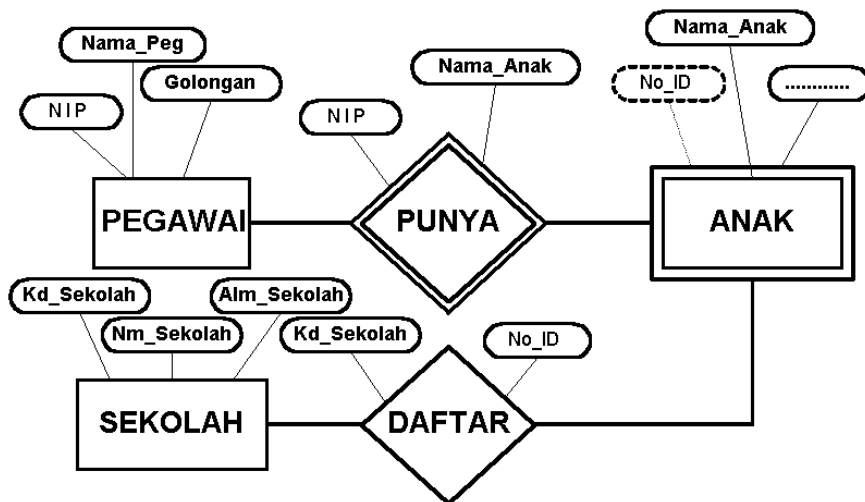 Nama_Peg
Nama_Anak
Golongan
Nama_Anak
No_ID
............
NIP
NIP
PEGAWAI
PUNYA
ANAK
Kd_Sekolah
Alm_Sekolah
Nm_Sekolah
Kd_Sekolah
No_ID
SEKOLAH
DAFTAR